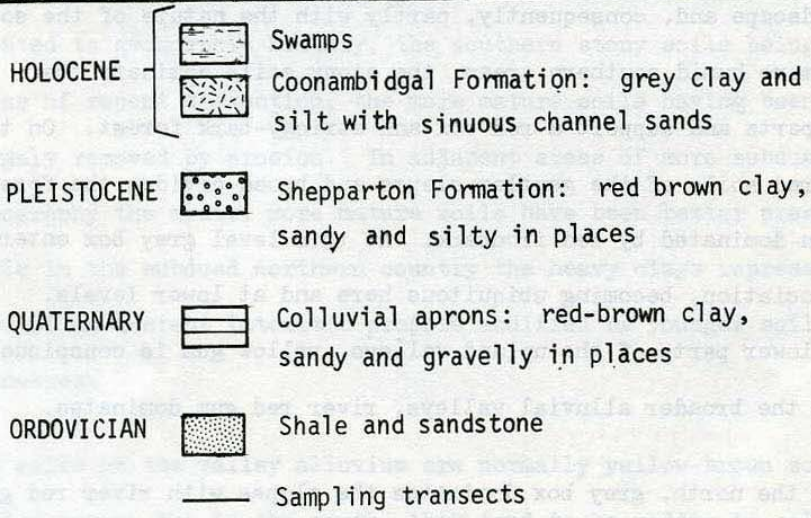 HOLOCENE
Swamps
Coonambidgal Formation: grey clay and
silt with sinuous channel sands
PLEISTOCENE
Shepparton Formation: red brown clay,
sandy and silty in places
QUATERNARY
Colluvial aprons: red-brown clay,
sandy and gravelly in places
ORDOVICIAN
Shale and sandstone
Sampling transects